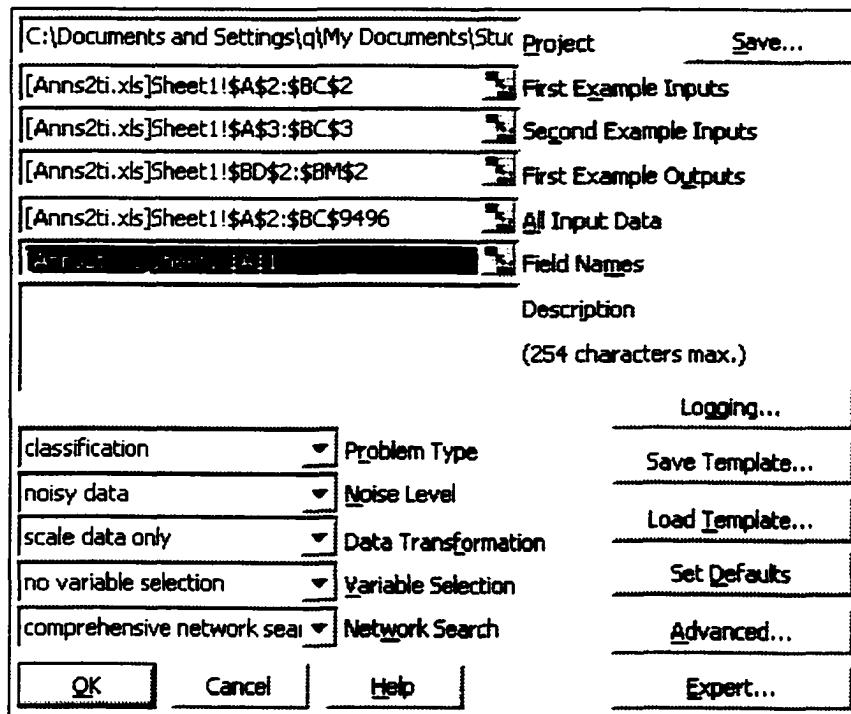 C:\Documents and Settings\q\My Documents\Stuc Project Save...
[Anns2ti.xls]Sheet1!$A$2:$BC$2 First Example Inputs
[Anns2ti.xls]Sheet1!$A$3:$BC$3 Second Example Inputs
[Anns2ti.xls]Sheet1!$BD$2:$BM$2 First Example Outputs
[Anns2ti.xls]Sheet1!$A$2:$BC$9496 All Input Data
Field Names
Description
(254 characters max.)
Logging...
classification Problem Type Save Template...
noisy data Noise Level
scale data only Data Transformation Load Template...
no variable selection Variable Selection Set Defaults
comprehensive network sear Network Search Advanced...
OK Cancel Help Expert...